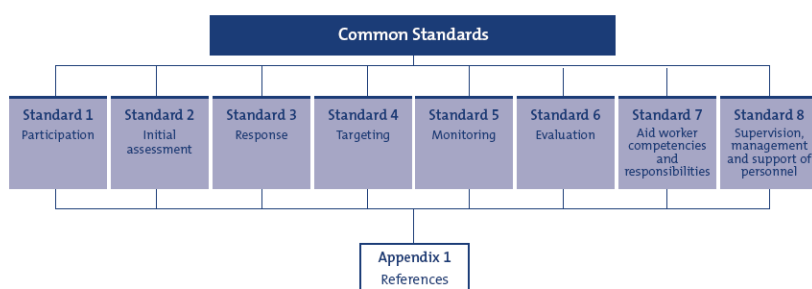 Common Standards
Standard 1
Participation
Standard 2
Initial
assessment
Standard 3
Response
Standard 4
Targeting
Standard 5
Monitoring
Standard 6
Evaluation
Standard 7
Aid worker
competencies
and
responsibilities
Standard 8
Supervision,
management
and support of
personnel
Appendix 1
References